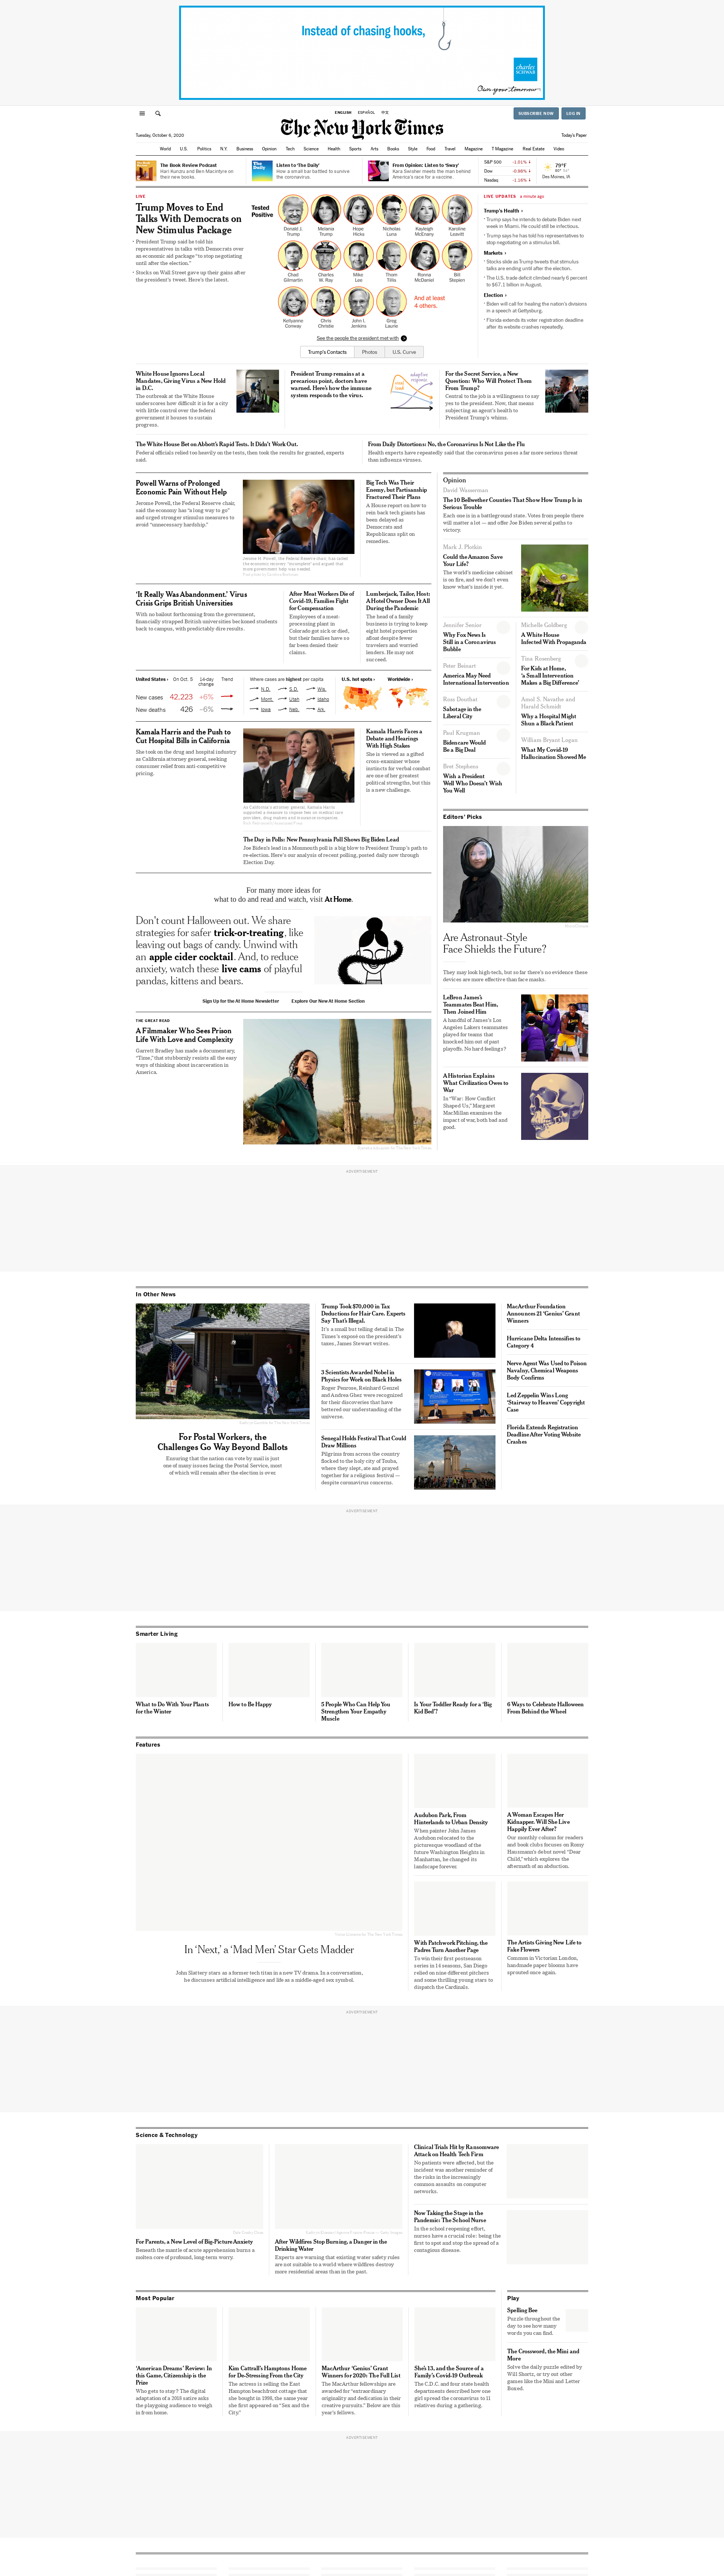 Instead of chasing hooks,
charles
SCHWAB
Own your tomorrow
ENGLISH ESPAÑOL 中文
SUBSCRIBE NOW LOG IN
The New York Times
Tuesday, October 6, 2020
Today's Paper
World U.S. Politics N.Y. Business Opinion Tech Science Health Sports Arts Books Style Food Travel Magazine T Magazine Real Estate Video
The Book Review Podcast
Hari Kunzru and Ben Macintyre on
their new books.
The
Daily
Listen to 'The Daily'
How a small bar battled to survive
the coronavirus.
From Opinion: Listen to 'Sway'
Kara Swisher meets the man behind
America's race for a vaccine.
S&P 500 -1.01% ↓
Dow -0.96% ↓
Nasdaq -1.16% ↓
79°F
Des Moines, IA
LIVE
Trump Moves to End
Talks With Democrats on
New Stimulus Package
President Trump said he told his
representatives in talks with Democrats over
an economic aid package "to stop negotiating
until after the election."
Stocks on Wall Street gave up their gains after
the president's tweet. Here's the latest.
Tested
Positive
Donald J.
Trump
Melania
Trump
Hope
Hicks
Nicholas
Luna
Kayleigh
McEnany
Karoline
Leavitt
Chad
Gilmartin
Charles
W. Ray
Mike
Lee
Thom
Tillis
Ronna
McDaniel
Bill
Stepien
Kellyanne
Conway
Chris
Christie
John I.
Jenkins
Greg
Laurie
And at least
4 others.
See the people the president met with
Trump's Contacts Photos U.S. Curve
LIVE UPDATES a minute ago
Trump's Health ›
Trump says he intends to debate Biden next
week in Miami. He could still be infectious.
Trump says he has told his representatives to
stop negotiating on a stimulus bill.
Markets ›
Stocks slide as Trump tweets that stimulus
talks are ending until after the election.
The U.S. trade deficit climbed nearly 6 percent
to $67.1 billion in August.
Election ›
Biden will call for healing the nation's divisions
in a speech at Gettysburg.
Florida extends its voter registration deadline
after its website crashes repeatedly.
White House Ignores Local
Mandates, Giving Virus a New Hold
in D.C.
The outbreak at the White House
underscores how difficult it is for a city
with little control over the federal
government it houses to sustain
progress.
President Trump remains at a
precarious point, doctors have
warned. Here's how the immune
system responds to the virus.
adaptive
response
viral
load
For the Secret Service, a New
Question: Who Will Protect Them
From Trump?
Central to the job is a willingness to say
yes to the president. Now, that means
subjecting an agent's health to
President Trump's whims.
The White House Bet on Abbott's Rapid Tests. It Didn't Work Out.
Federal officials relied too heavily on the tests, then took the results for granted, experts
said.
From Daily Distortions: No, the Coronavirus Is Not Like the Flu
Health experts have repeatedly said that the coronavirus poses a far more serious threat
than influenza viruses.
Powell Warns of Prolonged
Economic Pain Without Help
Jerome Powell, the Federal Reserve chair,
said the economy has "a long way to go"
and urged stronger stimulus measures to
avoid "unnecessary hardship."
Jerome H. Powell, the Federal Reserve chair, has called
the economic recovery "incomplete" and argued that
more government help was needed.
Big Tech Was Their
Enemy, but Partisanship
Fractured Their Plans
A House report on how to
rein back tech giants has
been delayed as
Democrats and
Republicans split on
remedies.
Opinion
David Wasserman
The 10 Bellwether Counties That Show How Trump Is in
Serious Trouble
Each one is in a battleground state. Votes from people there
will matter a lot — and offer Joe Biden several paths to
victory.
Mark J. Plotkin
Could the Amazon Save
Your Life?
The world's medicine cabinet
is on fire, and we don't even
know what's inside it yet.
'It Really Was Abandonment.' Virus
Crisis Grips British Universities
With no bailout forthcoming from the government,
financially strapped British universities beckoned students
back to campus, with predictably dire results.
After Meat Workers Die of
Covid-19, Families Fight
for Compensation
Employees of a meat-
processing plant in
Colorado got sick or died,
but their families have so
far been denied their
claims.
Lumberjack, Tailor, Host:
A Hotel Owner Does It All
During the Pandemic
The head of a family
business is trying to keep
eight hotel properties
afloat despite fewer
travelers and worried
lenders. He may not
succeed.
Jennifer Senior
Why Fox News Is
Still in a Coronavirus
Bubble
Michelle Goldberg
A White House
Infected With Propaganda
Peter Beinart
America May Need
International Intervention
Tina Rosenberg
For Kids at Home,
'a Small Intervention
Makes a Big Difference'
Ross Douthat
Sabotage in the
Liberal City
Amol S. Navathe and
Harald Schmidt
Why a Hospital Might
Shun a Black Patient
Paul Krugman
Bidencare Would
Be a Big Deal
William Bryant Logan
What My Covid-19
Hallucination Showed Me
Bret Stephens
Wish a President
Well Who Doesn't Wish
You Well
United States › On Oct. 5 14-day
change Trend
New cases 42,223 +6%
New deaths 426 −6%
Where cases are highest per capita
N.D. S.D. Wis.
Mont. Utah Idaho
Iowa Neb. Ark.
U.S. hot spots › Worldwide ›
Kamala Harris and the Push to
Cut Hospital Bills in California
She took on the drug and hospital industry
as California attorney general, seeking
consumer relief from anti-competitive
pricing.
As California's attorney general, Kamala Harris
supported a measure to impose fees on medical care
providers, drug makers and insurance companies.
Kamala Harris Faces a
Debate and Hearings
With High Stakes
She is viewed as a gifted
cross-examiner whose
instincts for verbal combat
are one of her greatest
political strengths, but this
is a new challenge.
The Day in Polls: New Pennsylvania Poll Shows Big Biden Lead
Joe Biden's lead in a Monmouth poll is a big blow to President Trump's path to
re-election. Here's our analysis of recent polling, posted daily now through
Election Day.
Editors' Picks
Are Astronaut-Style
Face Shields the Future?
They may look high-tech, but so far there's no evidence these
devices are more effective than face masks.
LeBron James's
Teammates Beat Him,
Then Joined Him
A handful of James's Los
Angeles Lakers teammates
played for teams that
knocked him out of past
playoffs. No hard feelings?
A Historian Explains
What Civilization Owes to
War
In "War: How Conflict
Shaped Us," Margaret
MacMillan examines the
impact of war, both bad and
good.
For many more ideas for
what to do and read and watch, visit At Home.
Don't count Halloween out. We share
strategies for safer trick-or-treating, like
leaving out bags of candy. Unwind with
an apple cider cocktail. And, to reduce
anxiety, watch these live cams of playful
pandas, kittens and bears.
Sign Up for the At Home Newsletter Explore Our New At Home Section
THE GREAT READ
A Filmmaker Who Sees Prison
Life With Love and Complexity
Garrett Bradley has made a documentary,
"Time," that stubbornly resists all the easy
ways of thinking about incarceration in
America.
ADVERTISEMENT
In Other News
For Postal Workers, the
Challenges Go Way Beyond Ballots
Ensuring that the nation can vote by mail is just
one of many issues facing the Postal Service, most
of which will remain after the election is over.
Trump Took $70,000 in Tax
Deductions for Hair Care. Experts
Say That's Illegal.
It's a small but telling detail in The
Times's exposé on the president's
taxes, James Stewart writes.
3 Scientists Awarded Nobel in
Physics for Work on Black Holes
Roger Penrose, Reinhard Genzel
and Andrea Ghez were recognized
for their discoveries that have
bettered our understanding of the
universe.
Senegal Holds Festival That Could
Draw Millions
Pilgrims from across the country
flocked to the holy city of Touba,
where they slept, ate and prayed
together for a religious festival —
despite coronavirus concerns.
MacArthur Foundation
Announces 21 'Genius' Grant
Winners
Hurricane Delta Intensifies to
Category 4
Nerve Agent Was Used to Poison
Navalny, Chemical Weapons
Body Confirms
Led Zeppelin Wins Long
'Stairway to Heaven' Copyright
Case
Florida Extends Registration
Deadline After Voting Website
Crashes
ADVERTISEMENT
Smarter Living
What to Do With Your Plants
for the Winter
How to Be Happy
5 People Who Can Help You
Strengthen Your Empathy
Muscle
Is Your Toddler Ready for a 'Big
Kid Bed'?
6 Ways to Celebrate Halloween
From Behind the Wheel
Features
In 'Next,' a 'Mad Men' Star Gets Madder
John Slattery stars as a former tech titan in a new TV drama. In a conversation,
he discusses artificial intelligence and life as a middle-aged sex symbol.
Audubon Park, From
Hinterlands to Urban Density
When painter John James
Audubon relocated to the
picturesque woodland of the
future Washington Heights in
Manhattan, he changed its
landscape forever.
A Woman Escapes Her
Kidnapper. Will She Live
Happily Ever After?
Our monthly column for readers
and book clubs focuses on Romy
Hausmann's debut novel "Dear
Child," which explores the
aftermath of an abduction.
With Patchwork Pitching, the
Padres Turn Another Page
To win their first postseason
series in 14 seasons, San Diego
relied on nine different pitchers
and some thrilling young stars to
dispatch the Cardinals.
The Artists Giving New Life to
Fake Flowers
Common in Victorian London,
handmade paper blooms have
sprouted once again.
ADVERTISEMENT
Science & Technology
For Parents, a New Level of Big-Picture Anxiety
Beneath the mantle of acute apprehension burns a
molten core of profound, long-term worry.
After Wildfires Stop Burning, a Danger in the
Drinking Water
Experts are warning that existing water safety rules
are not suitable to a world where wildfires destroy
more residential areas than in the past.
Clinical Trials Hit by Ransomware
Attack on Health Tech Firm
No patients were affected, but the
incident was another reminder of
the risks in the increasingly
common assaults on computer
networks.
Now Taking the Stage in the
Pandemic: The School Nurse
In the school reopening effort,
nurses have a crucial role: being the
first to spot and stop the spread of a
contagious disease.
Most Popular
'American Dreams' Review: In
this Game, Citizenship is the
Prize
Who gets to stay? The digital
adaptation of a 2018 satire asks
the playgoing audience to weigh
in from home.
Kim Cattrall's Hamptons Home
for De-Stressing From the City
The actress is selling the East
Hampton beachfront cottage that
she bought in 1998, the same year
she first appeared on "Sex and the
City."
MacArthur 'Genius' Grant
Winners for 2020: The Full List
The MacArthur fellowships are
awarded for "extraordinary
originality and dedication in their
creative pursuits." Below are this
year's fellows.
She's 13, and the Source of a
Family's Covid-19 Outbreak
The C.D.C. and four state health
departments described how one
girl spread the coronavirus to 11
relatives during a gathering.
Play
Spelling Bee
Puzzle throughout the
day to see how many
words you can find.
The Crossword, the Mini and
More
Solve the daily puzzle edited by
Will Shortz, or try out other
games like the Mini and Letter
Boxed.
ADVERTISEMENT